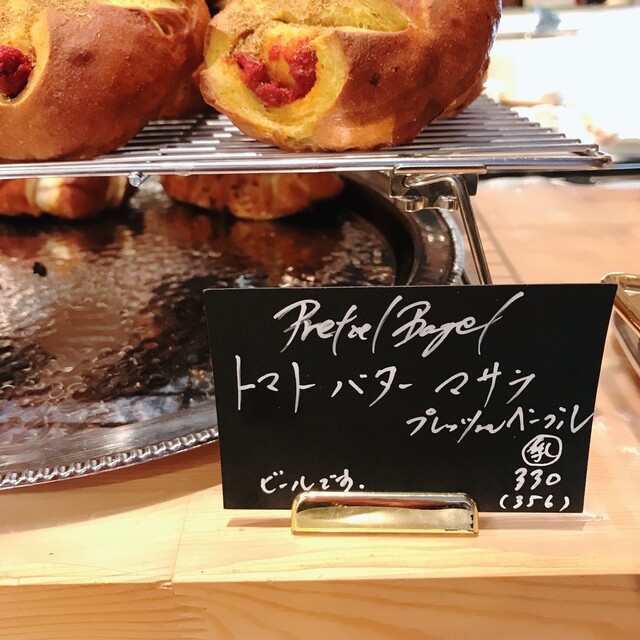 Pretzel Bagel
トマト バター マサラ
プレッツェルベーグル
乳
ビールです. 330
(356)